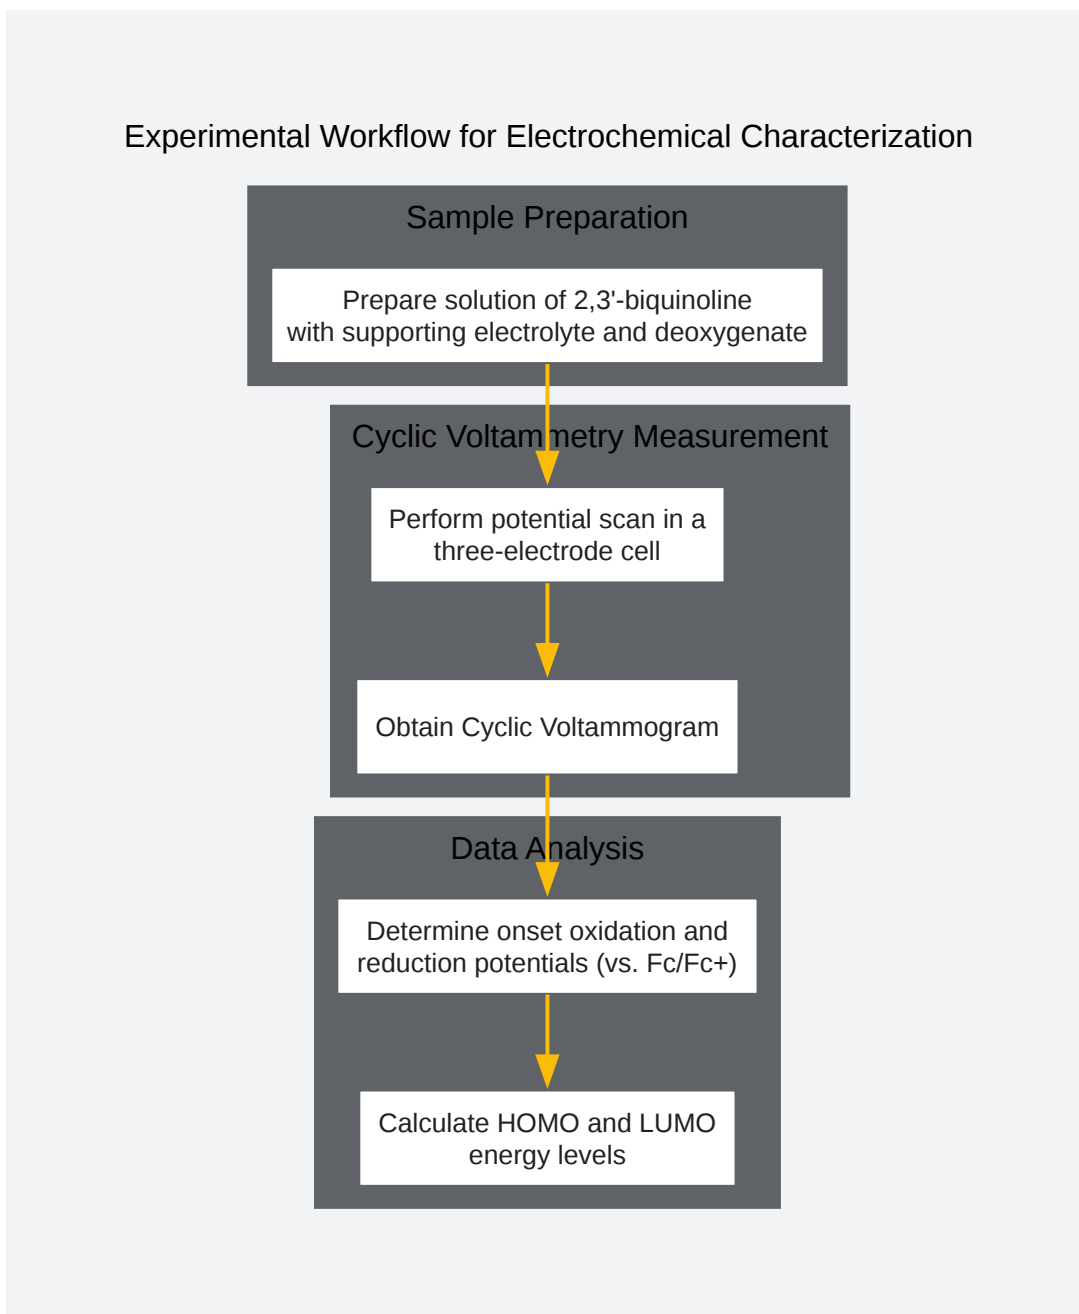 Experimental Workflow for Electrochemical Characterization
Sample Preparation
Prepare solution of 2,3'-biquinoline
with supporting electrolyte and deoxygenate
Cyclic Voltammetry Measurement
Perform potential scan in a
three-electrode cell
Obtain Cyclic Voltammogram
Data Analysis
Determine onset oxidation and
reduction potentials (vs. Fc/Fc+)
Calculate HOMO and LUMO
energy levels